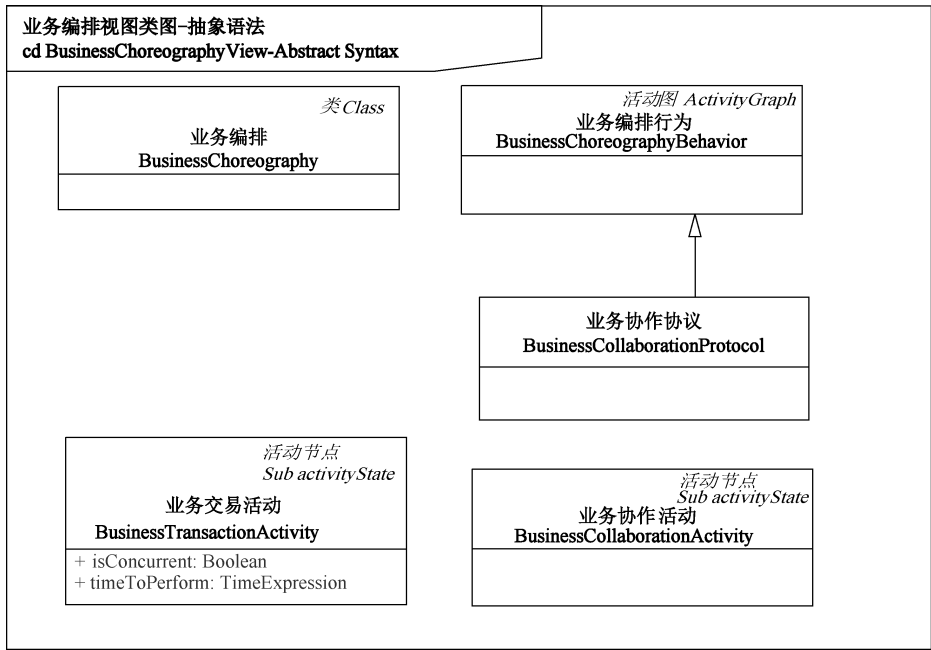 业务编排视图类图-抽象语法
cd BusinessChoreographyView-Abstract Syntax
类Class
业务编排
BusinessChoreography
活动图 ActivityGraph
业务编排行为
BusinessChoreographyBehavior
业务协作协议
BusinessCollaborationProtocol
活动节点
Sub activityState
业务交易活动
BusinessTransactionActivity
+ isConcurrent: Boolean
+ timeToPerform: TimeExpression
活动节点
Sub activityState
业务协作活动
BusinessCollaborationActivity